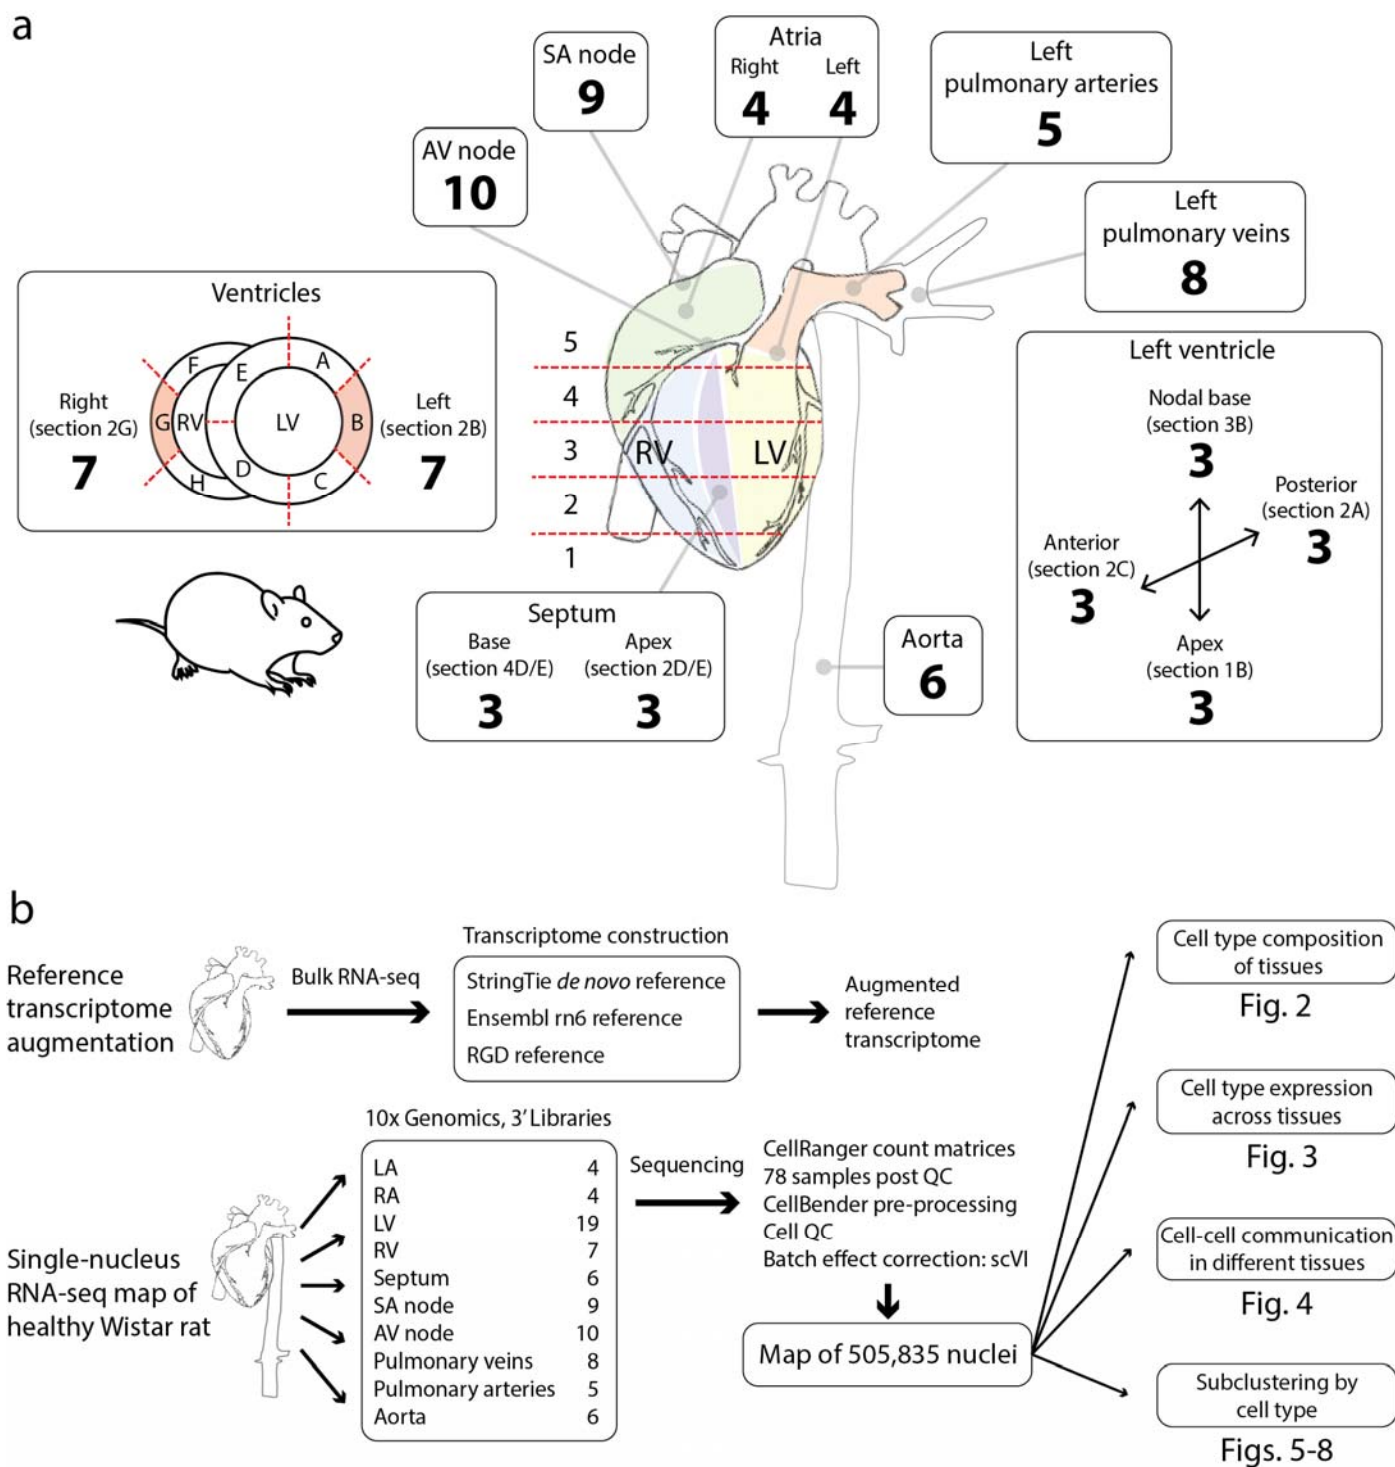 a
SA node
9
Atria
Right Left
4 4
Left
pulmonary arteries
5
AV node
10
Left
pulmonary veins
8
Ventricles
F
E
A
Right
(section 2G)
7
G
RV
LV
B
Left
(section 2B)
7
H
D
C
5
4
3
2
1
RV
LV
Left ventricle
Nodal base
(section 3B)
3
Posterior
(section 2A)
3
Anterior
(section 2C)
3
Apex
(section 1B)
3
Septum
Base Apex
(section 4D/E) (section 2D/E)
3 3
Aorta
6
b
Reference
transcriptome
augmentation
Bulk RNA-seq
Transcriptome construction
StringTie de novo reference
Ensembl rn6 reference
RGD reference
Augmented
reference
transcriptome
Single-nucleus
RNA-seq map of
healthy Wistar rat
10x Genomics, 3′ Libraries
LA 4
RA 4
LV 19
RV 7
Septum 6
SA node 9
AV node 10
Pulmonary veins 8
Pulmonary arteries 5
Aorta 6
Sequencing
CellRanger count matrices
78 samples post QC
CellBender pre-processing
Cell QC
Batch effect correction: scVI
Map of 505,835 nuclei
Cell type composition
of tissues
Fig. 2
Cell type expression
across tissues
Fig. 3
Cell-cell communication
in different tissues
Fig. 4
Subclustering by
cell type
Figs. 5-8